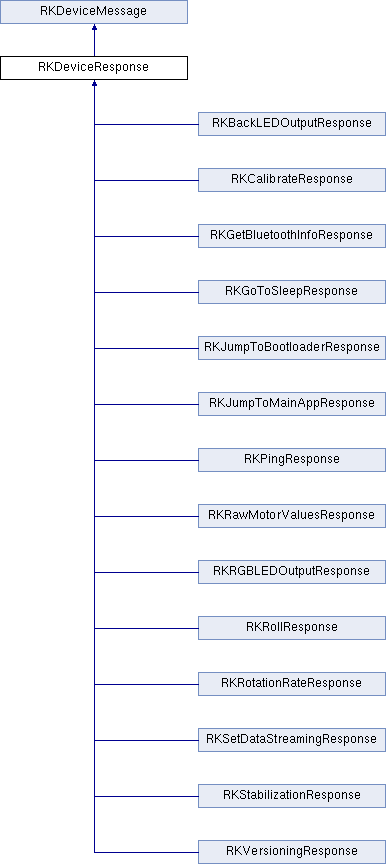 RKDeviceMessage
RKDeviceResponse
RKBackLEDOutputResponse
RKCalibrateResponse
RKGetBluetoothInfoResponse
RKGoToSleepResponse
RKJumpToBootloaderResponse
RKJumpToMainAppResponse
RKPingResponse
RKRawMotorValuesResponse
RKRGBLEDOutputResponse
RKRollResponse
RKRotationRateResponse
RKSetDataStreamingResponse
RKStabilizationResponse
RKVersioningResponse